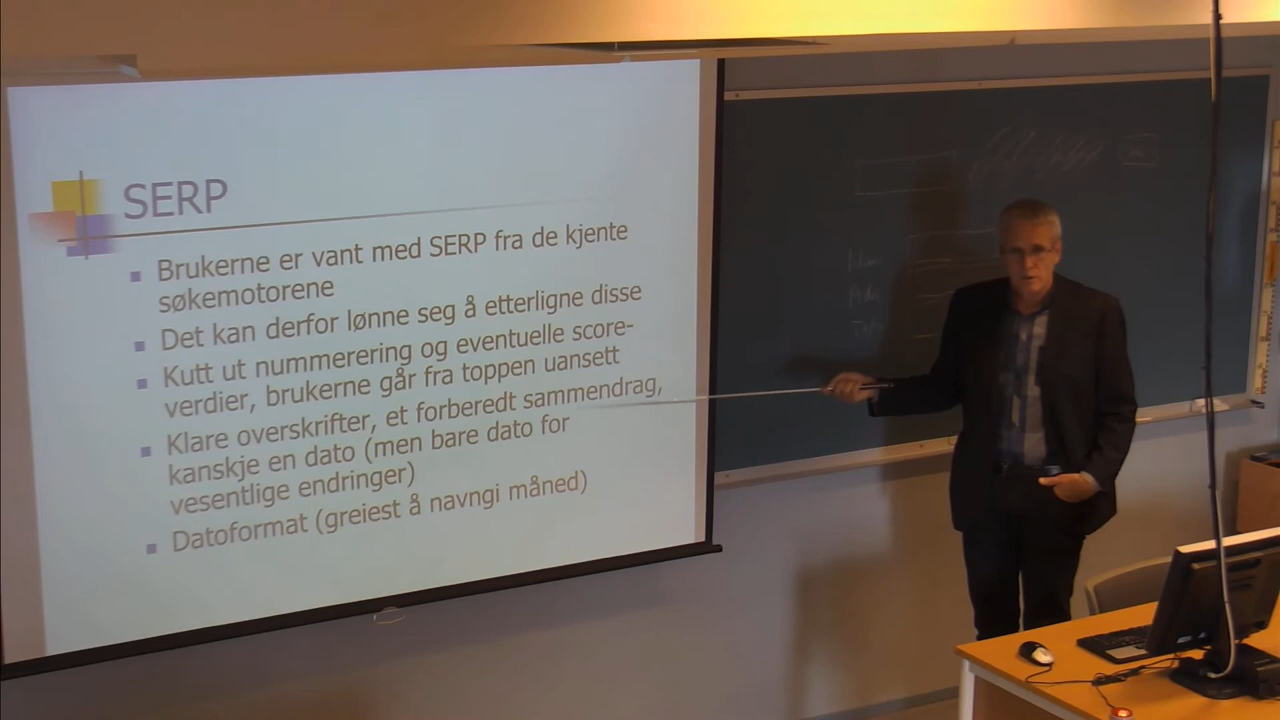 SERP
Brukerne er vant med SERP fra de kjente
søkemotorene
Det kan derfor lønne seg å etterligne disse
Kutt ut nummerering og eventuelle score-
verdier, brukerne går fra toppen uansett
Klare overskrifter, et forberedt sammendrag,
kanskje en dato (men bare dato for
vesentlige endringer)
Datoformat (greiest å navngi måned)